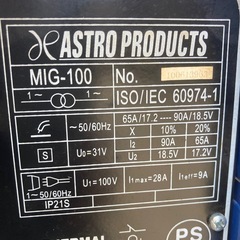 ASTRO PRODUCTS
MIG-100 No.
1~ ISO/IEC 60974-1
65A/17.2 — 90A/18.5V
~50/60Hz X 10% 20%
S U₀=31V I2 90A 65A
U2 18.5V 17.2V
1~50/60Hz U₁=100V I₁max=28A I₁eff=9A
IP21S
THERMAL PS